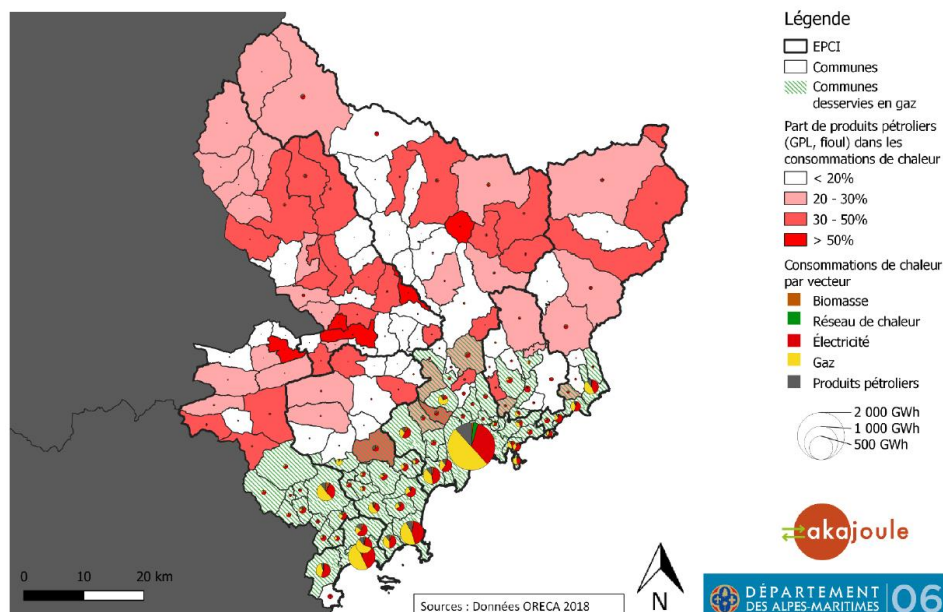 Légende
EPCI
Communes
Communes
desservies en gaz
Part de produits pétroliers
(GPL, fioul) dans les
consommations de chaleur
< 20%
20 - 30%
30 - 50%
> 50%
Consommations de chaleur
par vecteur
Biomasse
Réseau de chaleur
Électricité
Gaz
Produits pétroliers
2 000 GWh
1 000 GWh
500 GWh
akajoule
0 10 20 km
N
Sources : Données ORECA 2018
DÉPARTEMENT
DES ALPES-MARITIMES
06